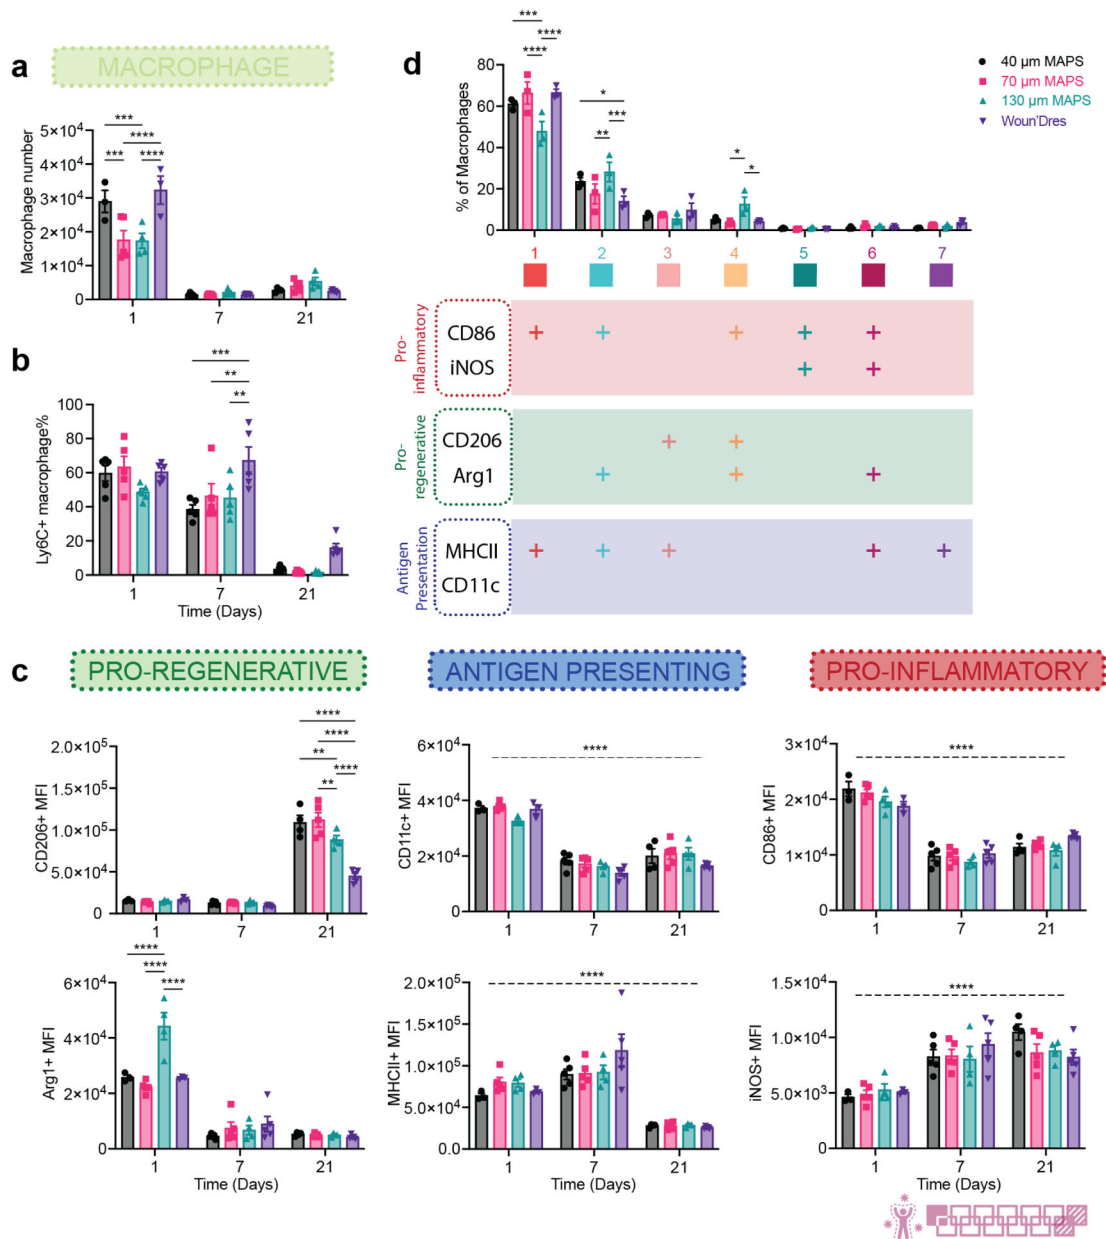 a
MACROPHAGE
Macrophage number
5×10⁴
4×10⁴
3×10⁴
2×10⁴
1×10⁴
0
***
****
***
****
1
7
21
b
Ly6C+ macrophage%
100
80
60
40
20
0
***
**
**
1
7
21
Time (Days)
d
% of Macrophages
80
60
40
20
0
***
****
****
*
***
**
*
*
40 µm MAPS
70 µm MAPS
130 µm MAPS
Woun'Dres
1 2 3 4 5 6 7
Pro-
inflammatory
CD86 + + + + +
iNOS + +
Pro-
regenerative
CD206 + +
Arg1 + + +
Antigen
Presentation
MHCII + + + + +
CD11c
c
PRO-REGENERATIVE
ANTIGEN PRESENTING
PRO-INFLAMMATORY
CD206+ MFI
2.0×10⁵
1.5×10⁵
1.0×10⁵
5.0×10⁴
0
****
****
**
****
**
1
7
21
CD11c+ MFI
6×10⁴
4×10⁴
2×10⁴
0
****
1
7
21
CD86+ MFI
3×10⁴
2×10⁴
1×10⁴
0
****
1
7
21
Arg1+ MFI
6×10⁴
4×10⁴
2×10⁴
0
****
****
****
1
7
21
Time (Days)
MHCII+ MFI
2.0×10⁵
1.5×10⁵
1.0×10⁵
5.0×10⁴
0.0
****
1
7
21
Time (Days)
iNOS+ MFI
1.5×10⁴
1.0×10⁴
5.0×10³
0
****
1
7
21
Time (Days)